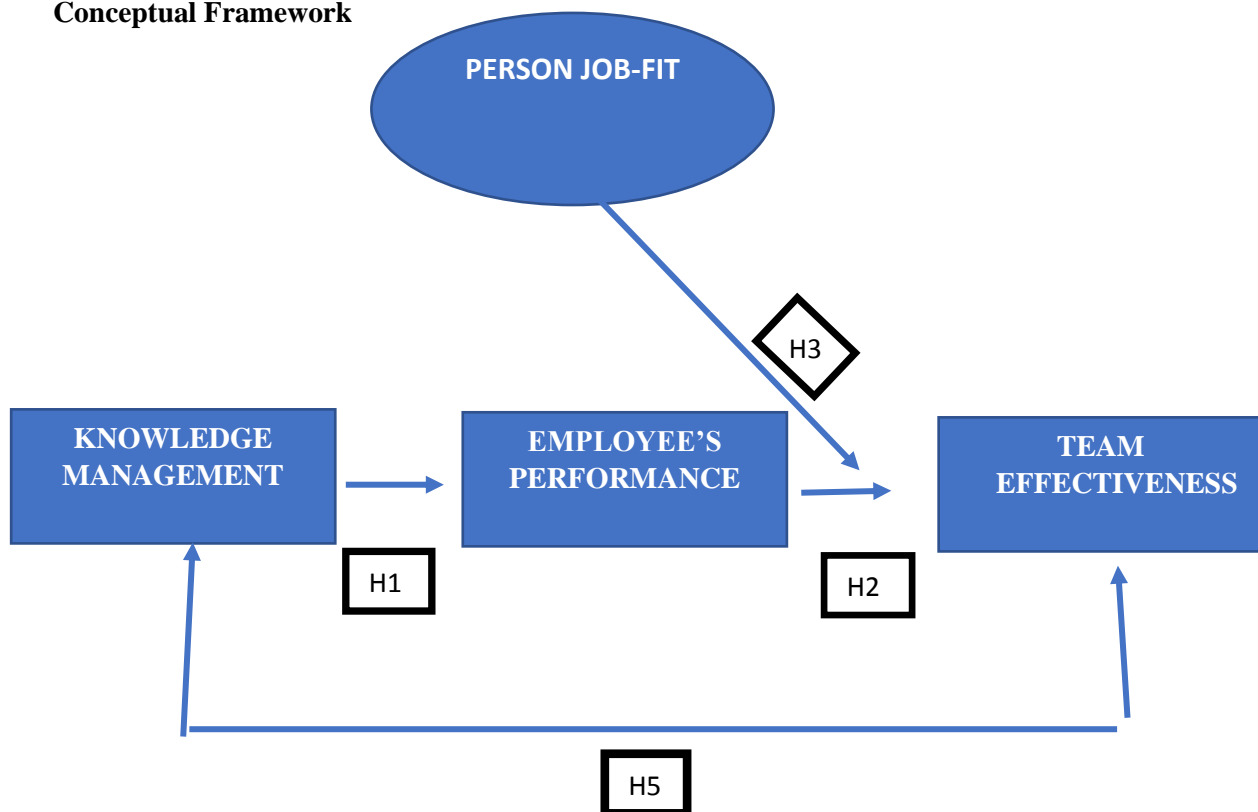 Conceptual Framework
PERSON JOB-FIT
H3
KNOWLEDGE
MANAGEMENT
EMPLOYEE’S
PERFORMANCE
TEAM
EFFECTIVENESS
H1
H2
H5